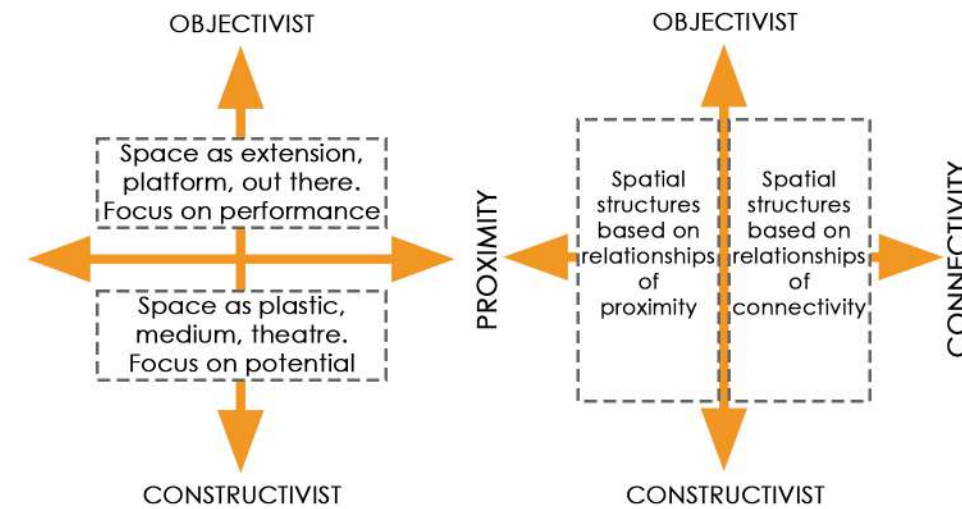 OBJECTIVIST
Space as extension,
platform, out there.
Focus on performance
Space as plastic,
medium, theatre.
Focus on potential
CONSTRUCTIVIST
OBJECTIVIST
PROXIMITY
Spatial
structures
based on
relationships
of
proximity
Spatial
structures
based on
relationships
of
connectivity
CONNECTIVITY
CONSTRUCTIVIST